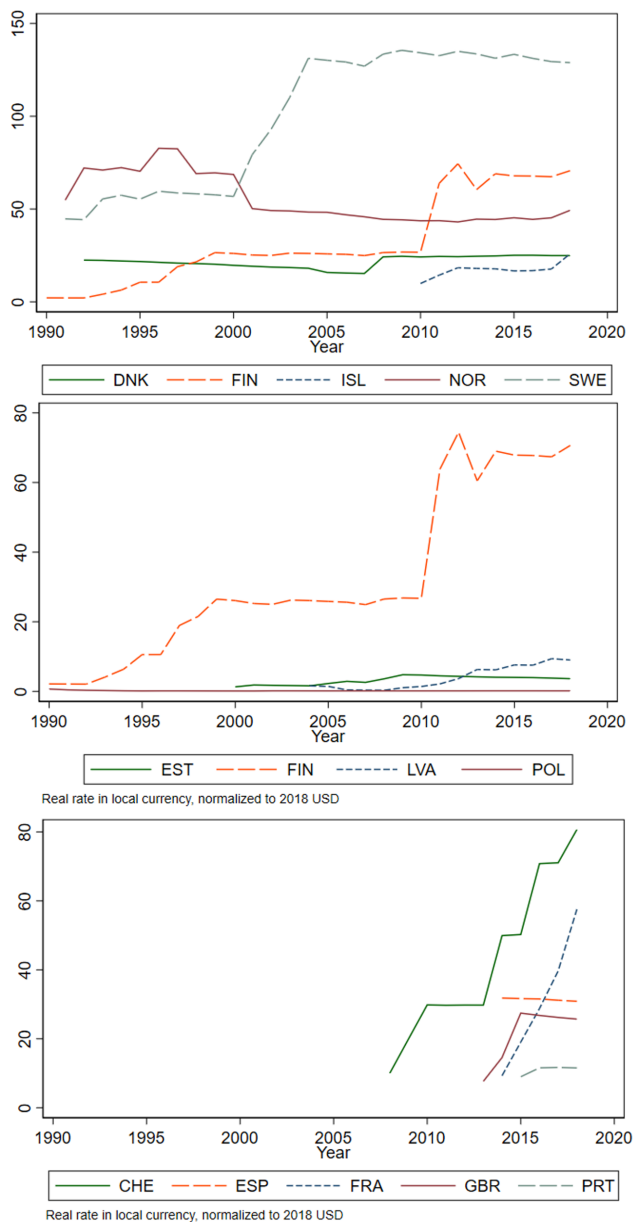 150
100
50
0
1990 1995 2000 2005 2010 2015 2020
Year
DNK FIN ISL NOR SWE
80
60
40
20
0
1990 1995 2000 2005 2010 2015 2020
Year
EST FIN LVA POL
Real rate in local currency, normalized to 2018 USD
80
60
40
20
0
1990 1995 2000 2005 2010 2015 2020
Year
CHE ESP FRA GBR PRT
Real rate in local currency, normalized to 2018 USD